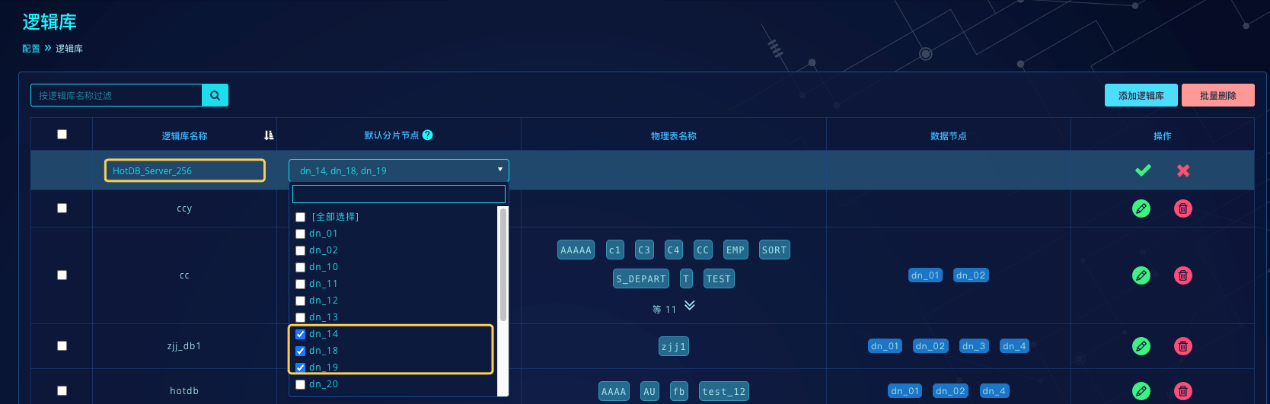 逻辑库
配置 » 逻辑库
按逻辑库名称过滤
添加逻辑库 批量删除
逻辑库名称 默认分片节点 ? 物理表名称 数据节点 操作
HotDB_Server_256 dn_14, dn_18, dn_19
[全部选择]
dn_01
dn_02
dn_10
dn_11
dn_12
dn_13
dn_14
dn_18
dn_19
dn_20
ccy
cc AAAAA c1 C3 C4 CC EMP SORT
S_DEPART T TEST
等 11
dn_01 dn_02
zjj_db1 zjj1 dn_01 dn_02 dn_3 dn_4
hotdb AAAA AU fb test_12 dn_01 dn_02 dn_4